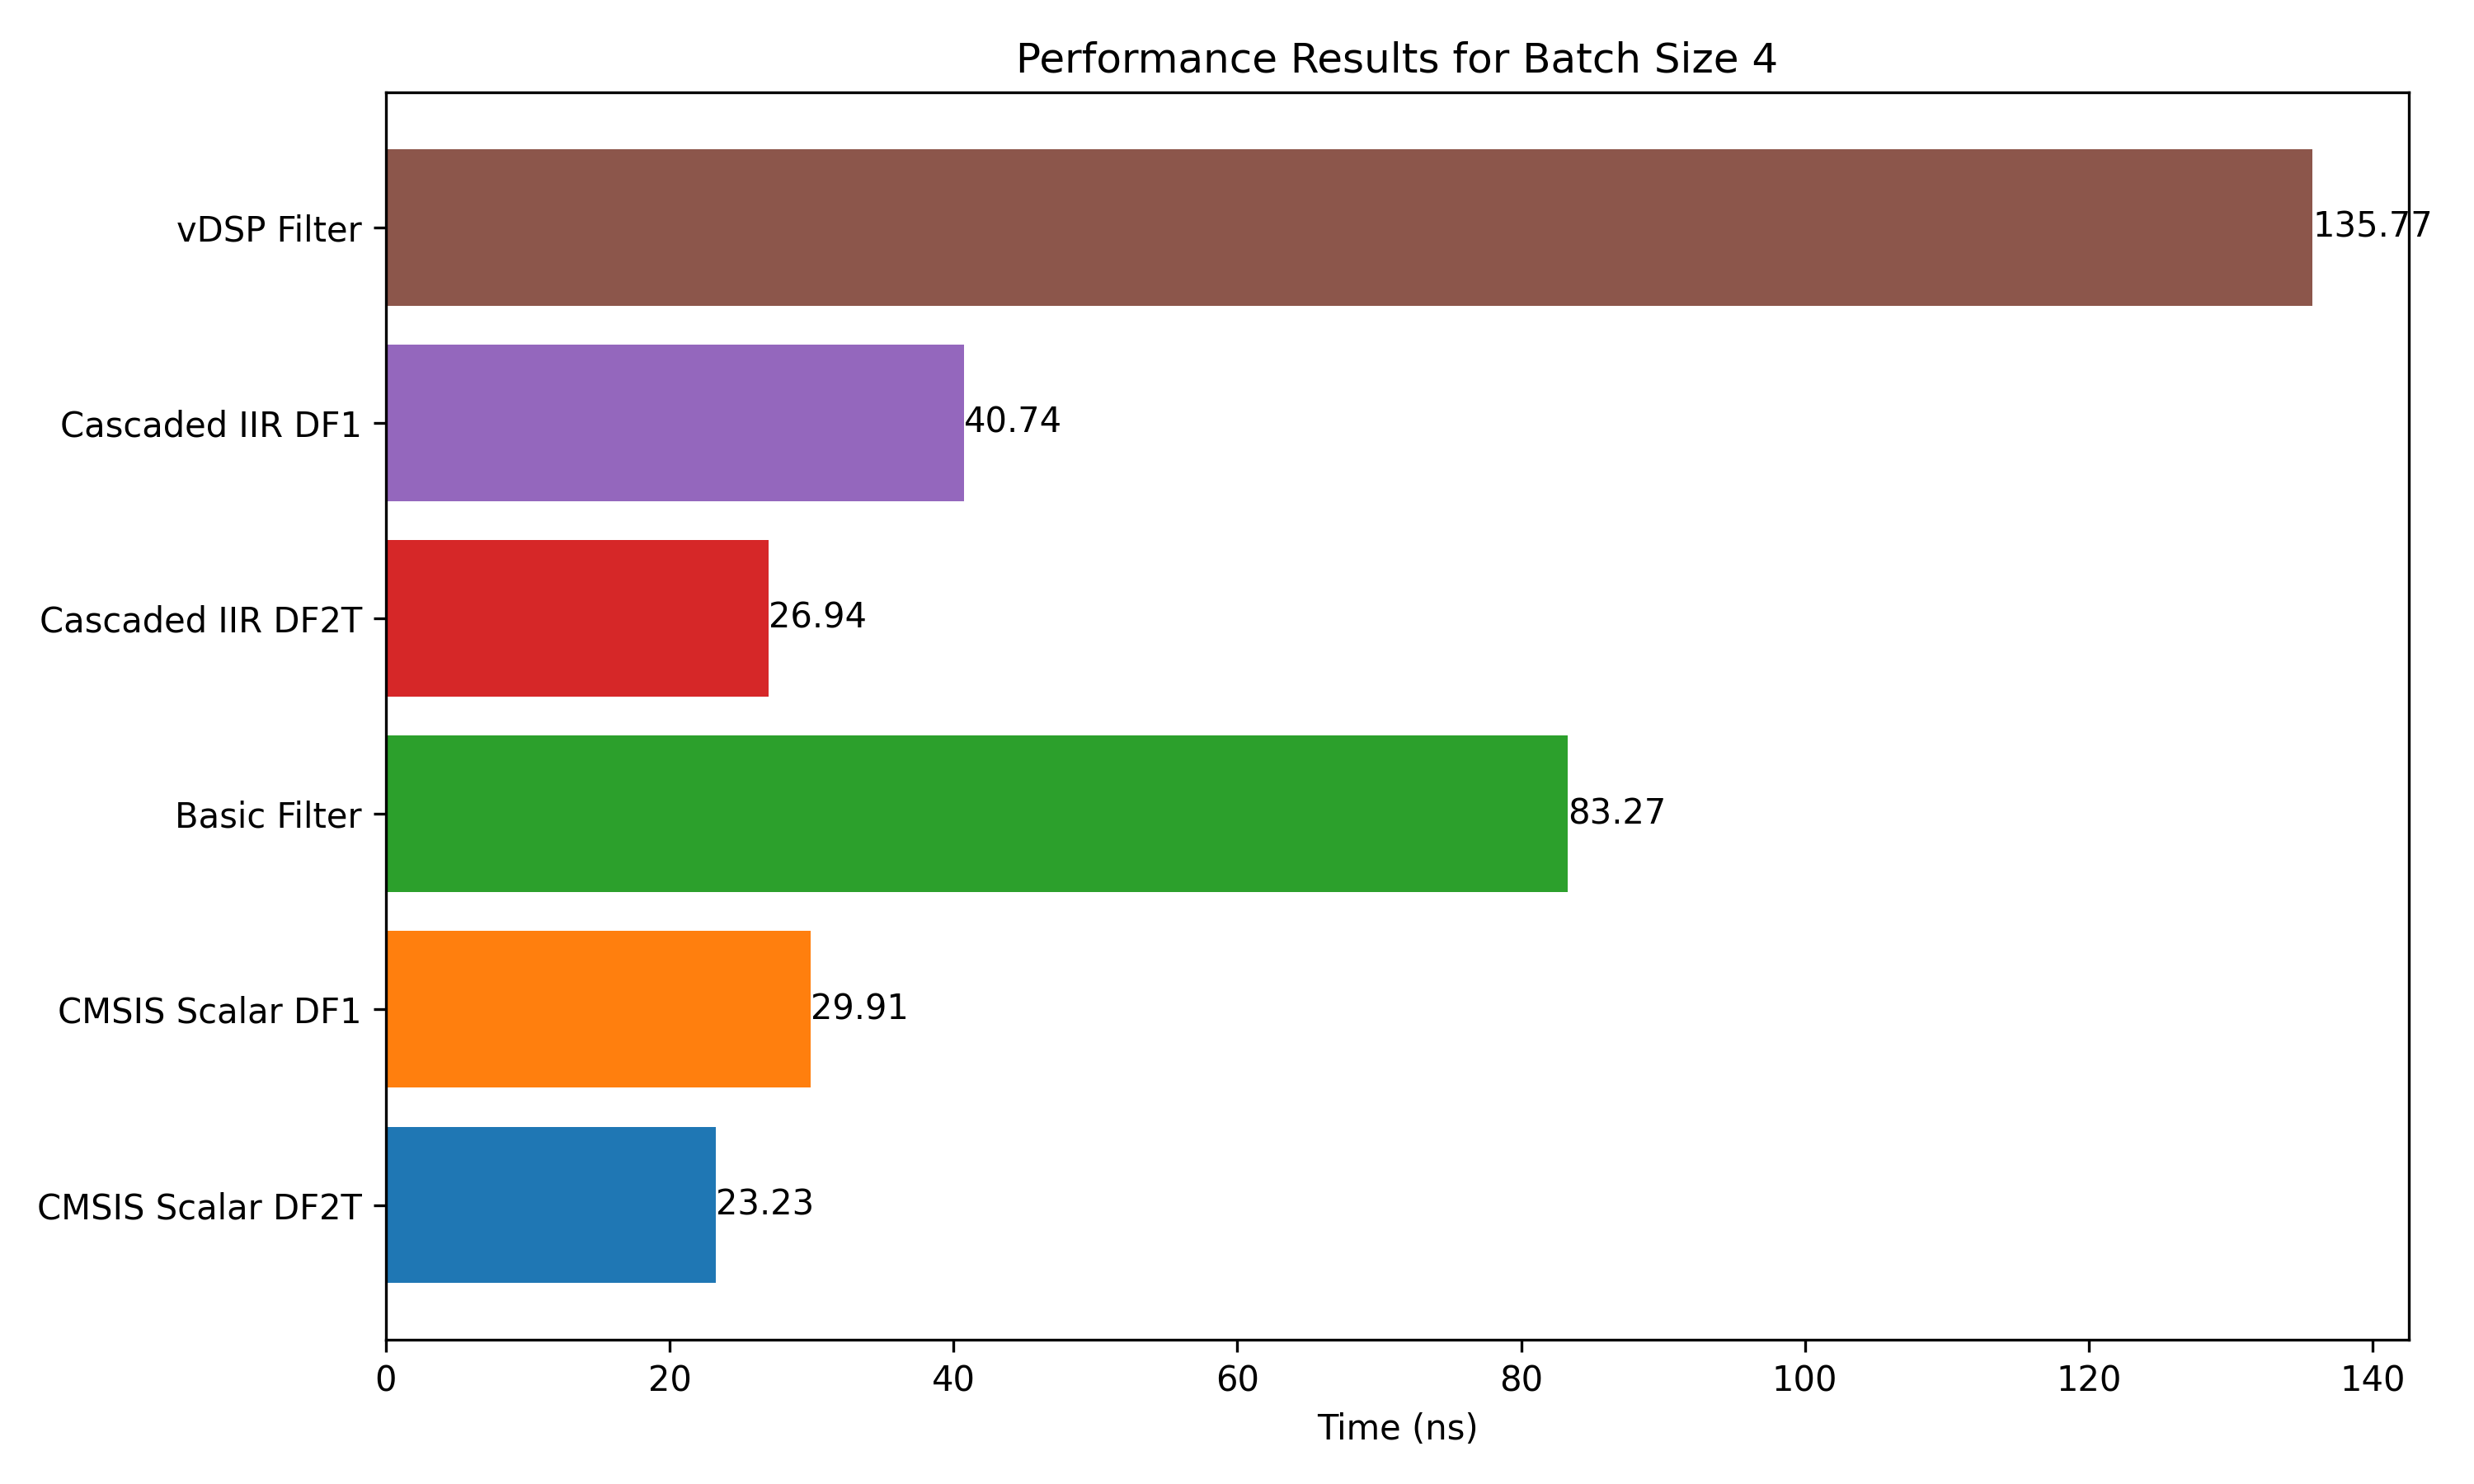 Performance Results for Batch Size 4
vDSP Filter
135.77
Cascaded IIR DF1
40.74
Cascaded IIR DF2T
26.94
Basic Filter
83.27
CMSIS Scalar DF1
29.91
CMSIS Scalar DF2T
23.23
0 20 40 60 80 100 120 140
Time (ns)